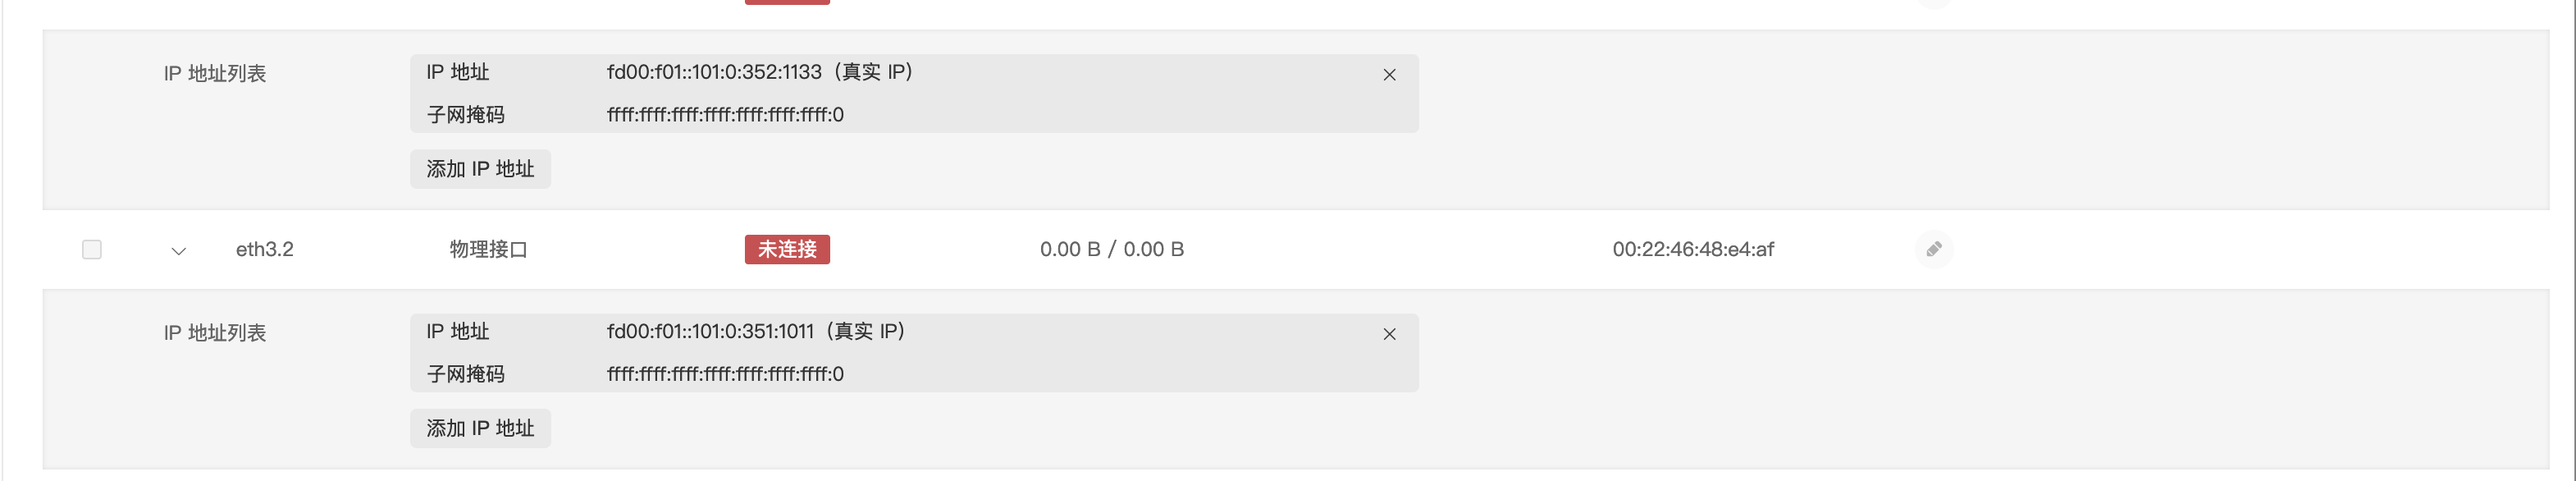 IP 地址列表
IP 地址 fd00:f01::101:0:352:1133（真实 IP）
子网掩码 ffff:ffff:ffff:ffff:ffff:ffff:ffff:0
添加 IP 地址
eth3.2 物理接口 未连接 0.00 B / 0.00 B 00:22:46:48:e4:af
IP 地址列表
IP 地址 fd00:f01::101:0:351:1011（真实 IP）
子网掩码 ffff:ffff:ffff:ffff:ffff:ffff:ffff:0
添加 IP 地址